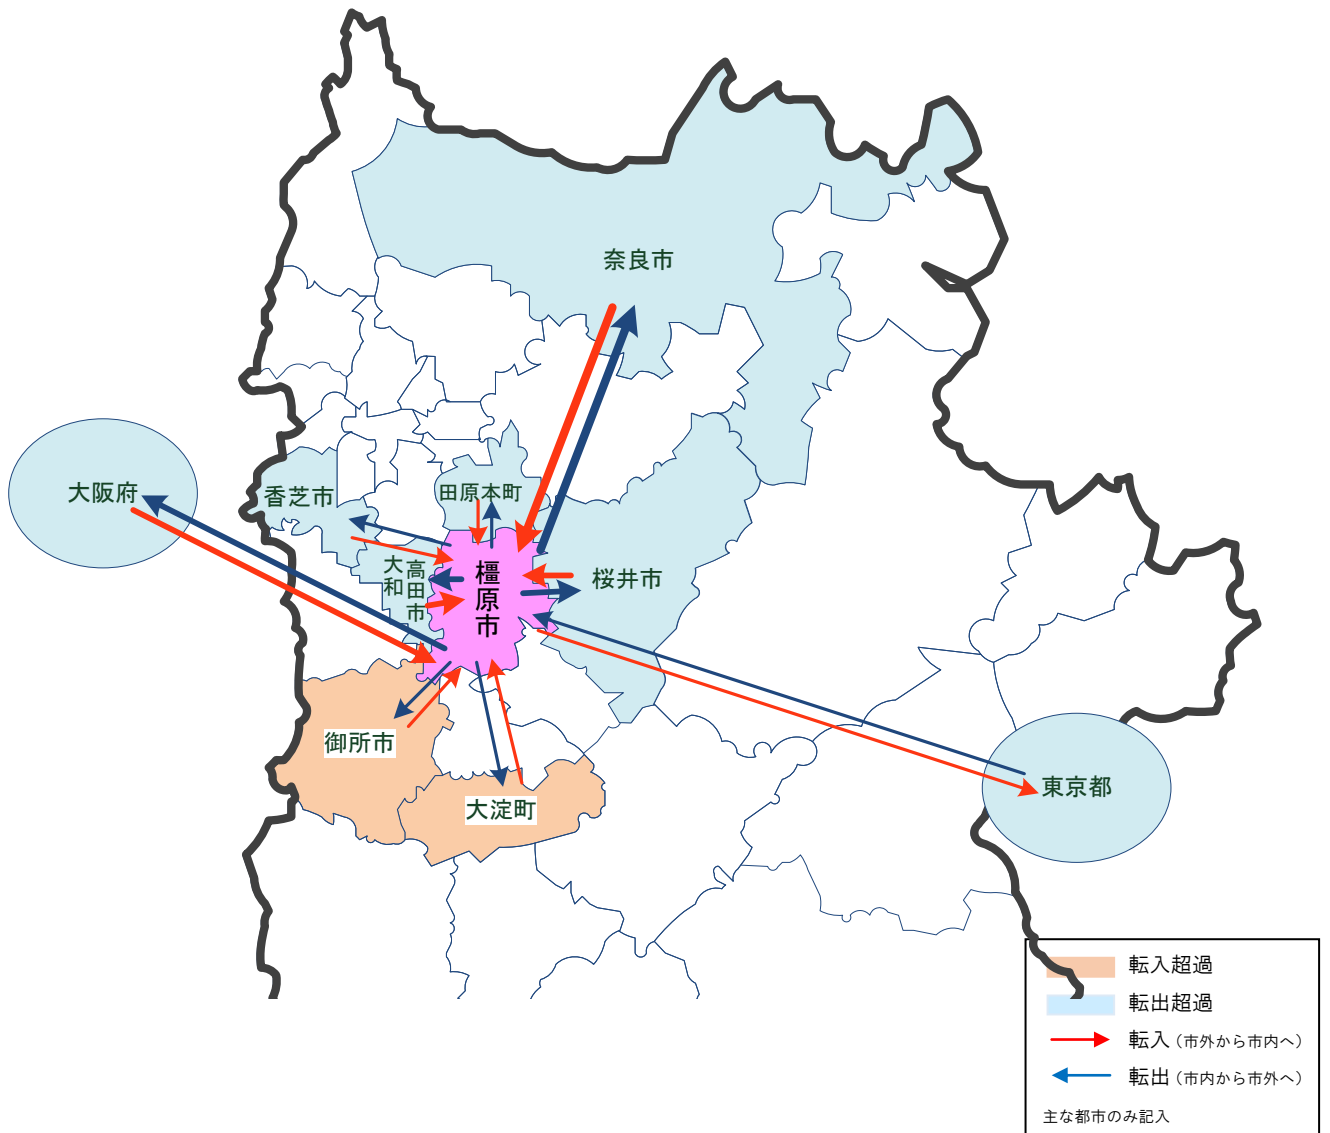 奈良市
大阪府
香芝市
田原本町
大和
高田市
橿原市
桜井市
御所市
大淀町
東京都
転入超過
転出超過
転入（市外から市内へ）
転出（市内から市外へ）
主な都市のみ記入